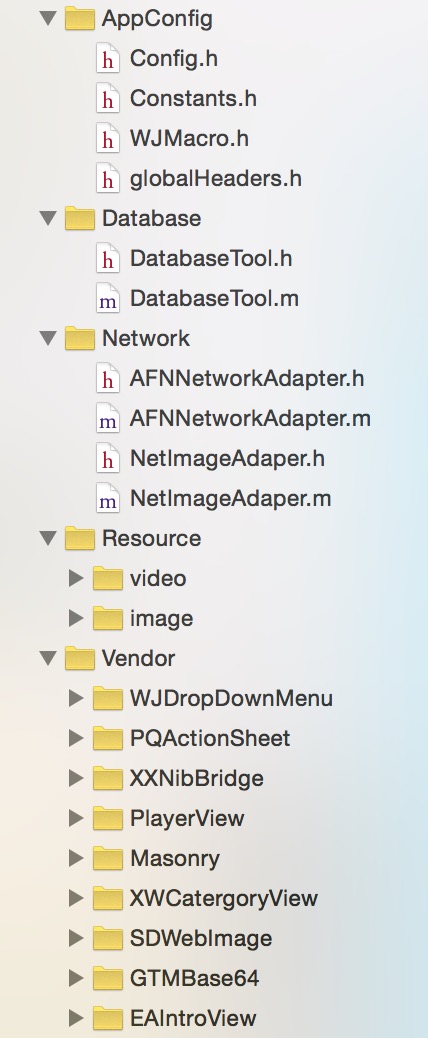 AppConfig
h Config.h
h Constants.h
h WJMacro.h
h globalHeaders.h
Database
h DatabaseTool.h
m DatabaseTool.m
Network
h AFNNetworkAdapter.h
m AFNNetworkAdapter.m
h NetImageAdaper.h
m NetImageAdaper.m
Resource
video
image
Vendor
WJDropDownMenu
PQActionSheet
XXNibBridge
PlayerView
Masonry
XWCatergoryView
SDWebImage
GTMBase64
EAIntroView